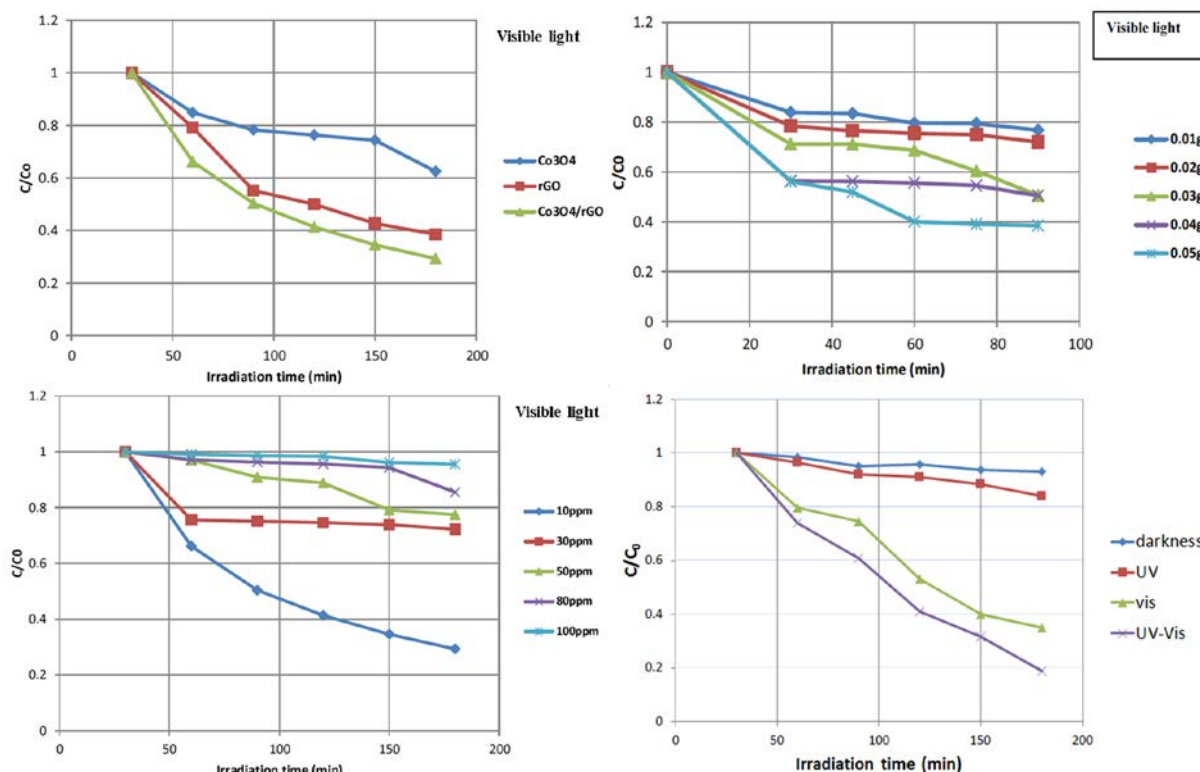 Visible light
1.2
1
0.8
0.6
0.4
0.2
0
C/Co
0 50 100 150 200
Irradiation time (min)
Co3O4
rGO
Co3O4/rGO
Visible light
1.2
1
0.8
0.6
0.4
0.2
0
C/C0
0 20 40 60 80 100
Irradiation time (min)
0.01g
0.02g
0.03g
0.04g
0.05g
Visible light
1.2
1
0.8
0.6
0.4
0.2
0
C/C0
0 50 100 150 200
Irradiation time (min)
10ppm
30ppm
50ppm
80ppm
100ppm
1.2
1
0.8
0.6
0.4
0.2
0
C/C₀
0 50 100 150 200
Irradiation time (min)
darkness
UV
vis
UV-Vis